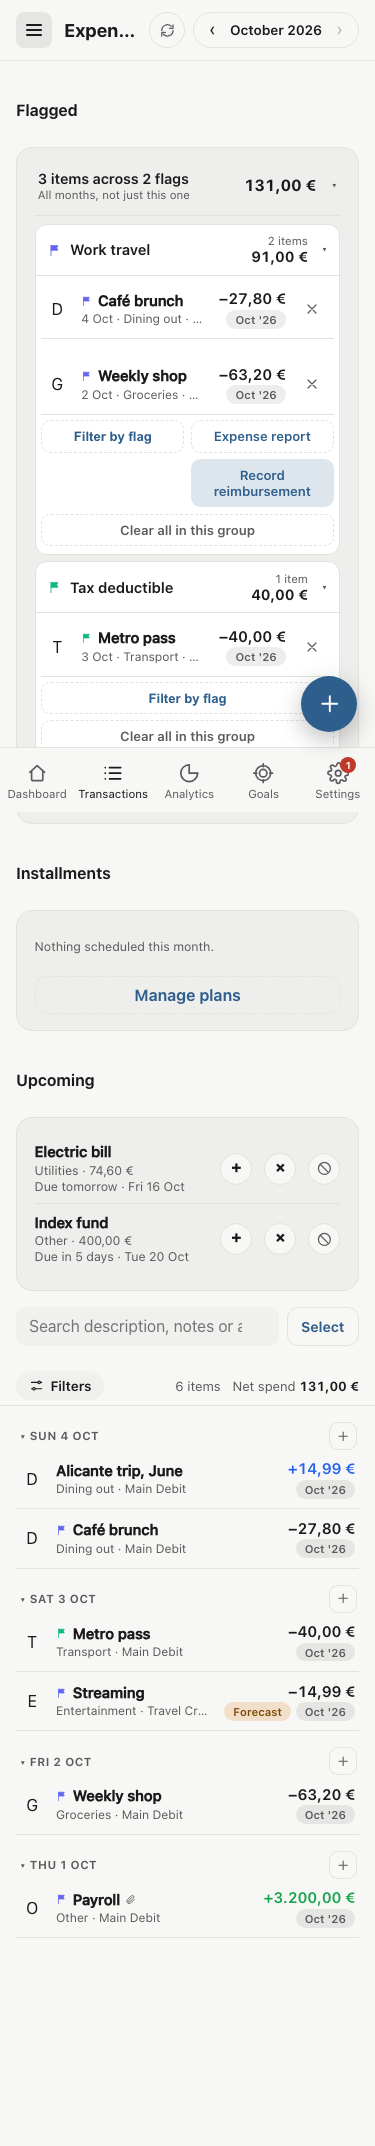 Expen...
October 2026
Flagged
3 items across 2 flags
All months, not just this one
131,00 €
Work travel
2 items
91,00 €
D
Café brunch
4 Oct · Dining out · ...
−27,80 €
Oct '26
G
Weekly shop
2 Oct · Groceries · ...
−63,20 €
Oct '26
Filter by flag
Expense report
Record
reimbursement
Clear all in this group
Tax deductible
1 item
40,00 €
T
Metro pass
3 Oct · Transport · ...
−40,00 €
Oct '26
Filter by flag
Clear all in this group
Dashboard
Transactions
Analytics
Goals
1
Settings
Installments
Nothing scheduled this month.
Manage plans
Upcoming
Electric bill
Utilities · 74,60 €
Due tomorrow · Fri 16 Oct
Index fund
Other · 400,00 €
Due in 5 days · Tue 20 Oct
Search description, notes or a
Select
Filters
6 items Net spend 131,00 €
SUN 4 OCT
D
Alicante trip, June
Dining out · Main Debit
+14,99 €
Oct '26
D
Café brunch
Dining out · Main Debit
−27,80 €
Oct '26
SAT 3 OCT
T
Metro pass
Transport · Main Debit
−40,00 €
Oct '26
E
Streaming
Entertainment · Travel Cr...
−14,99 €
Forecast
Oct '26
FRI 2 OCT
G
Weekly shop
Groceries · Main Debit
−63,20 €
Oct '26
THU 1 OCT
O
Payroll
Other · Main Debit
+3.200,00 €
Oct '26